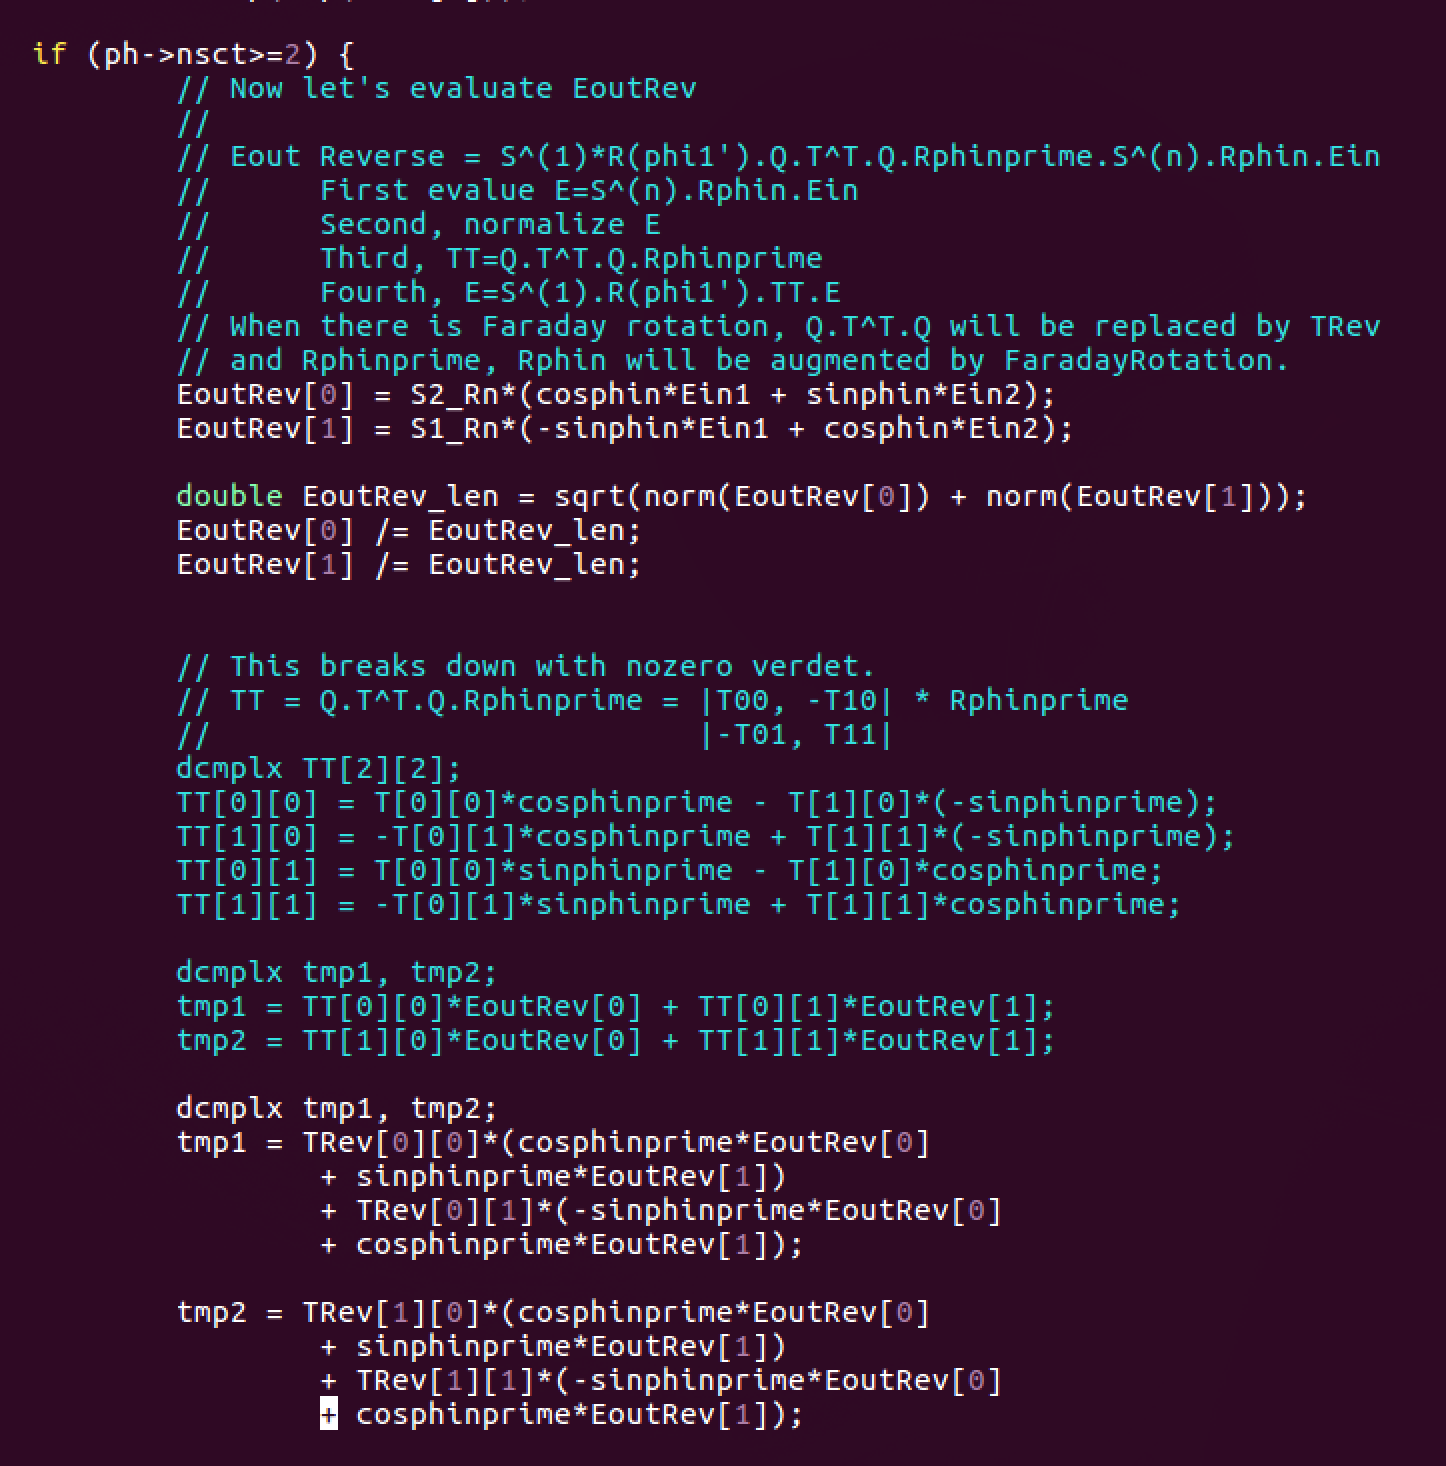 if (ph->nsct>=2) {
// Now let's evaluate EoutRev
//
// Eout Reverse = S^(1)*R(phi1').Q.T^T.Q.Rphinprime.S^(n).Rphin.Ein
// First evalue E=S^(n).Rphin.Ein
// Second, normalize E
// Third, TT=Q.T^T.Q.Rphinprime
// Fourth, E=S^(1).R(phi1').TT.E
// When there is Faraday rotation, Q.T^T.Q will be replaced by TRev
// and Rphinprime, Rphin will be augmented by FaradayRotation.
EoutRev[0] = S2_Rn*(cosphin*Ein1 + sinphin*Ein2);
EoutRev[1] = S1_Rn*(-sinphin*Ein1 + cosphin*Ein2);
double EoutRev_len = sqrt(norm(EoutRev[0]) + norm(EoutRev[1]));
EoutRev[0] /= EoutRev_len;
EoutRev[1] /= EoutRev_len;
// This breaks down with nozero verdet.
// TT = Q.T^T.Q.Rphinprime = |T00, -T10| * Rphinprime
// |-T01, T11|
dcmplx TT[2][2];
TT[0][0] = T[0][0]*cosphinprime - T[1][0]*(-sinphinprime);
TT[1][0] = -T[0][1]*cosphinprime + T[1][1]*(-sinphinprime);
TT[0][1] = T[0][0]*sinphinprime - T[1][0]*cosphinprime;
TT[1][1] = -T[0][1]*sinphinprime + T[1][1]*cosphinprime;
dcmplx tmp1, tmp2;
tmp1 = TT[0][0]*EoutRev[0] + TT[0][1]*EoutRev[1];
tmp2 = TT[1][0]*EoutRev[0] + TT[1][1]*EoutRev[1];
dcmplx tmp1, tmp2;
tmp1 = TRev[0][0]*(cosphinprime*EoutRev[0]
+ sinphinprime*EoutRev[1])
+ TRev[0][1]*(-sinphinprime*EoutRev[0]
+ cosphinprime*EoutRev[1]);
tmp2 = TRev[1][0]*(cosphinprime*EoutRev[0]
+ sinphinprime*EoutRev[1])
+ TRev[1][1]*(-sinphinprime*EoutRev[0]
+ cosphinprime*EoutRev[1]);